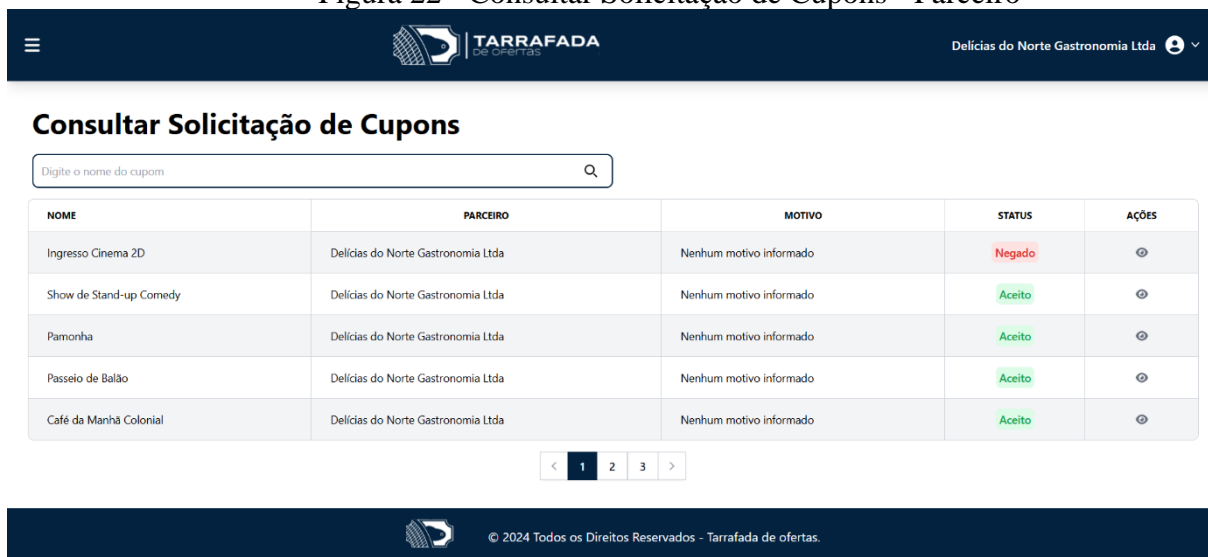 Figura 22 - Consultar Solicitação de Cupons - Parceiro
TARRAFADA
DE OFERTAS
Delícias do Norte Gastronomia Ltda
Consultar Solicitação de Cupons
Digite o nome do cupom
NOME PARCEIRO MOTIVO STATUS AÇÕES
Ingresso Cinema 2D Delícias do Norte Gastronomia Ltda Nenhum motivo informado Negado
Show de Stand-up Comedy Delícias do Norte Gastronomia Ltda Nenhum motivo informado Aceito
Pamonha Delícias do Norte Gastronomia Ltda Nenhum motivo informado Aceito
Passeio de Balão Delícias do Norte Gastronomia Ltda Nenhum motivo informado Aceito
Café da Manhã Colonial Delícias do Norte Gastronomia Ltda Nenhum motivo informado Aceito
< 1 2 3 >
© 2024 Todos os Direitos Reservados - Tarrafada de ofertas.